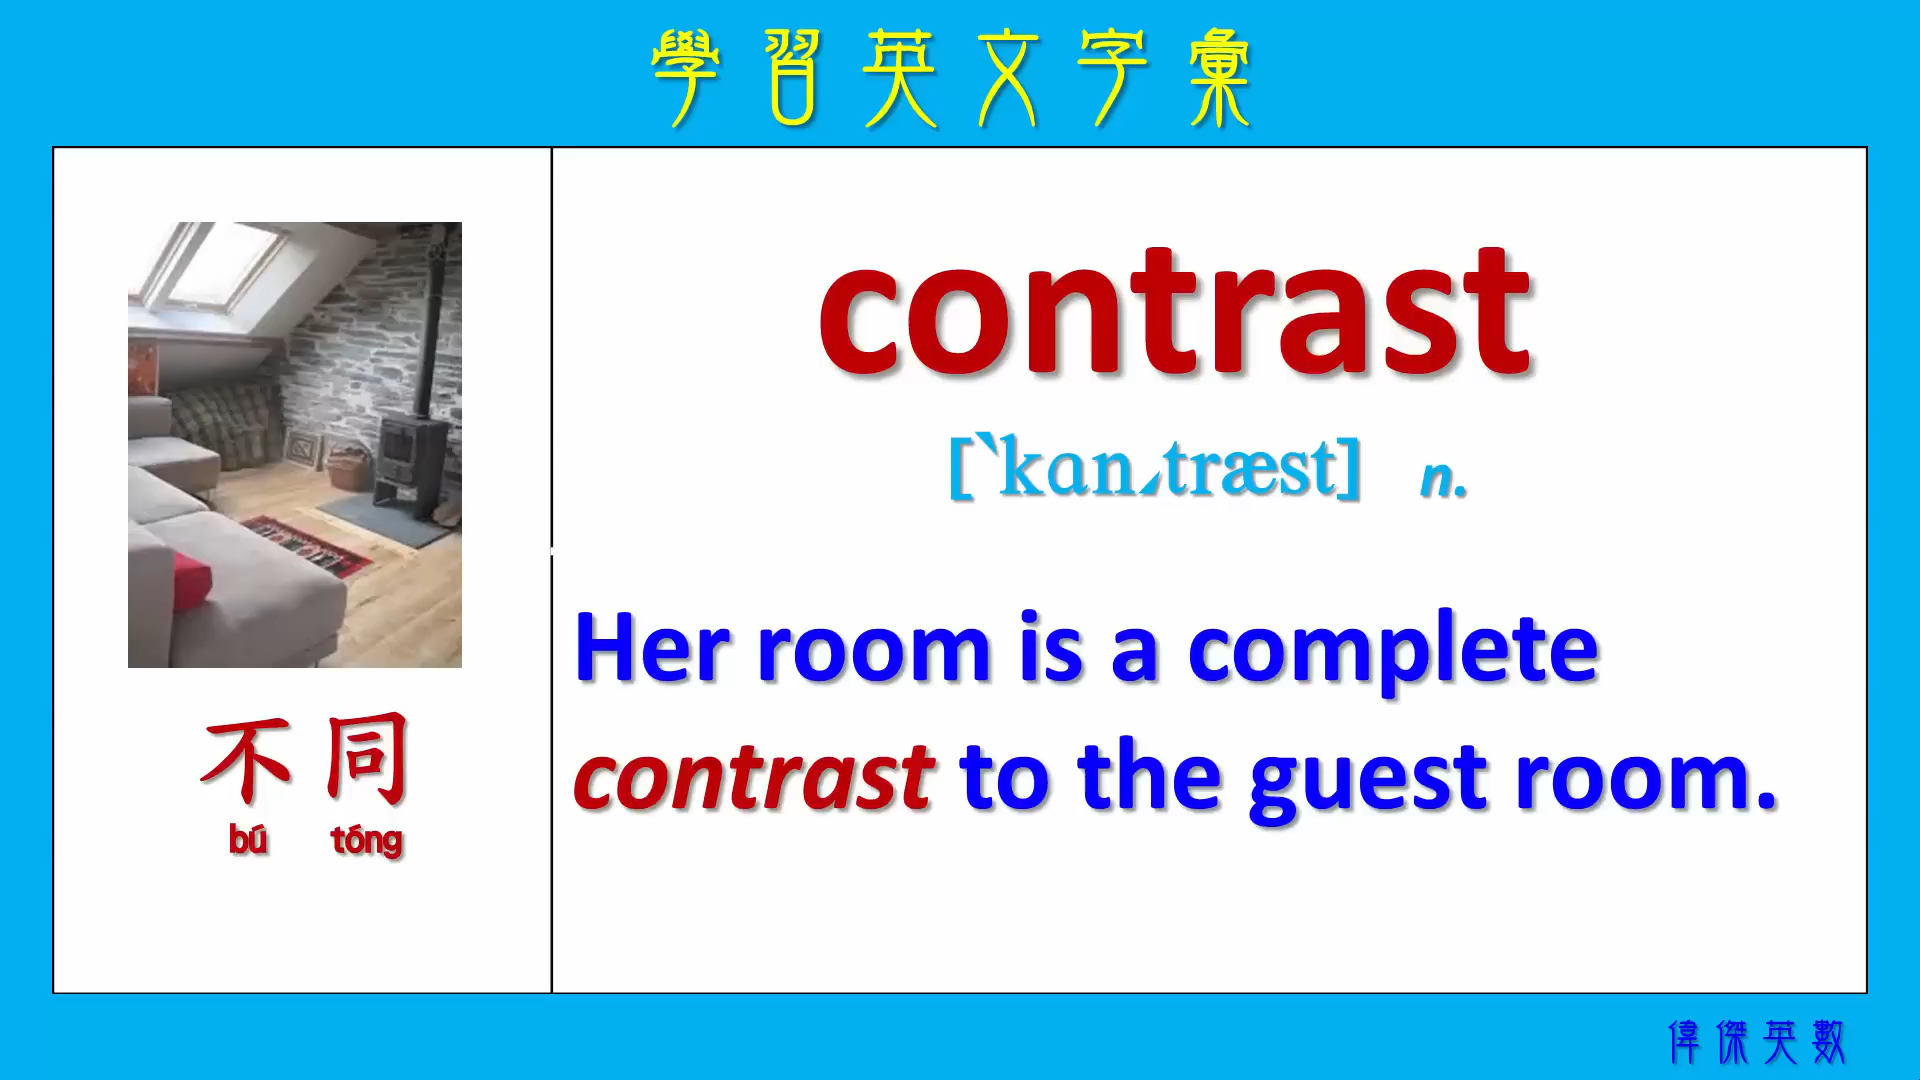 學習英文字彙
contrast
[`kɑnˏtræst] n.
Her room is a complete
contrast to the guest room.
不同
bú tóng
偉傑英數